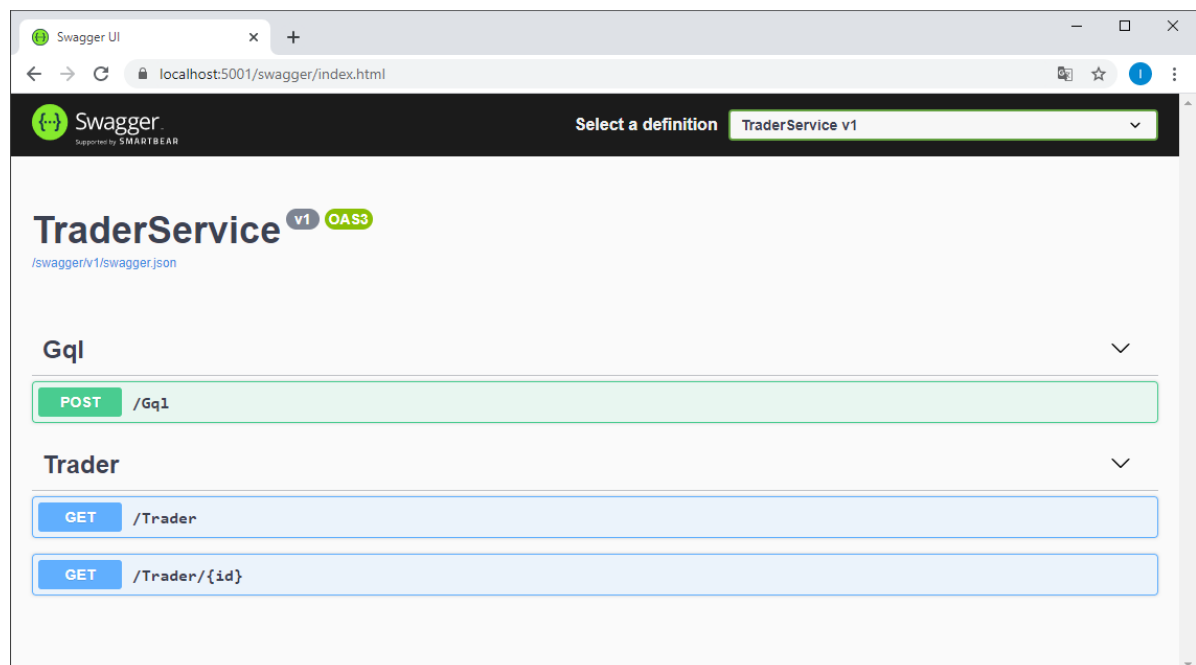 Swagger UI
localhost:5001/swagger/index.html
I
{··}
Swagger.
Supported by SMARTBEAR
Select a definition
TraderService v1
TraderService v1 OAS3
/swagger/v1/swagger.json
Gql
POST /Gql
Trader
GET /Trader
GET /Trader/{id}